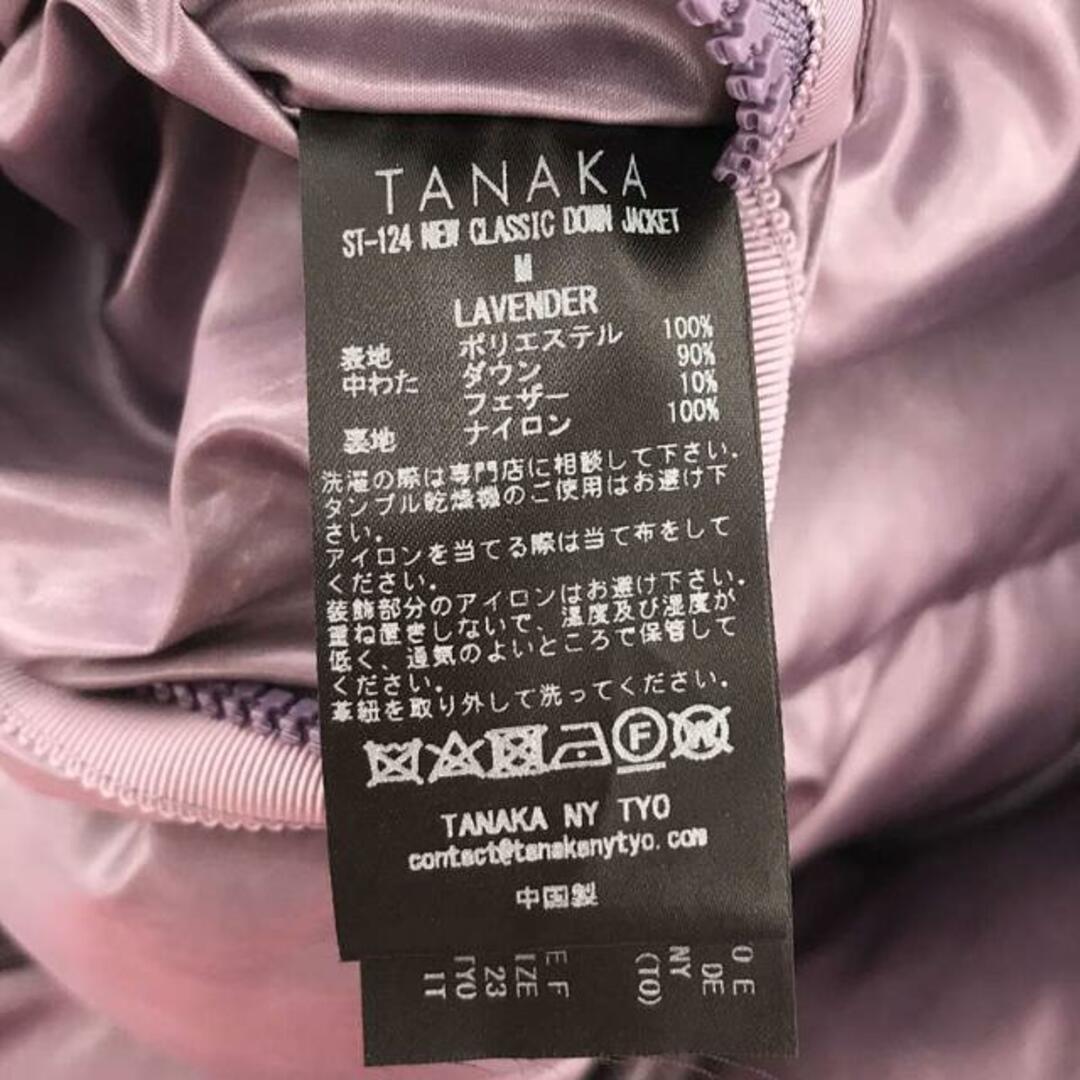 TANAKA
ST-124 NEW CLASSIC DOWN JACKET
M
LAVENDER
表地 ポリエステル 100%
中わた ダウン 90%
フェザー 10%
裏地 ナイロン 100%
洗濯の際は専門店に相談して下さい.
タンブル乾燥機のご使用はお避け下
さい.
アイロンを当てる際は当て布をして
ください.
装飾部分のアイロンはお避け下さい.
重ね置きしないで、温度及び湿度が
低く、通気のよいところで保管して
ください.
革紐を取り外して洗ってください.
F W
TANAKA NY TYO
contact@tanakanytyo.com
中国製